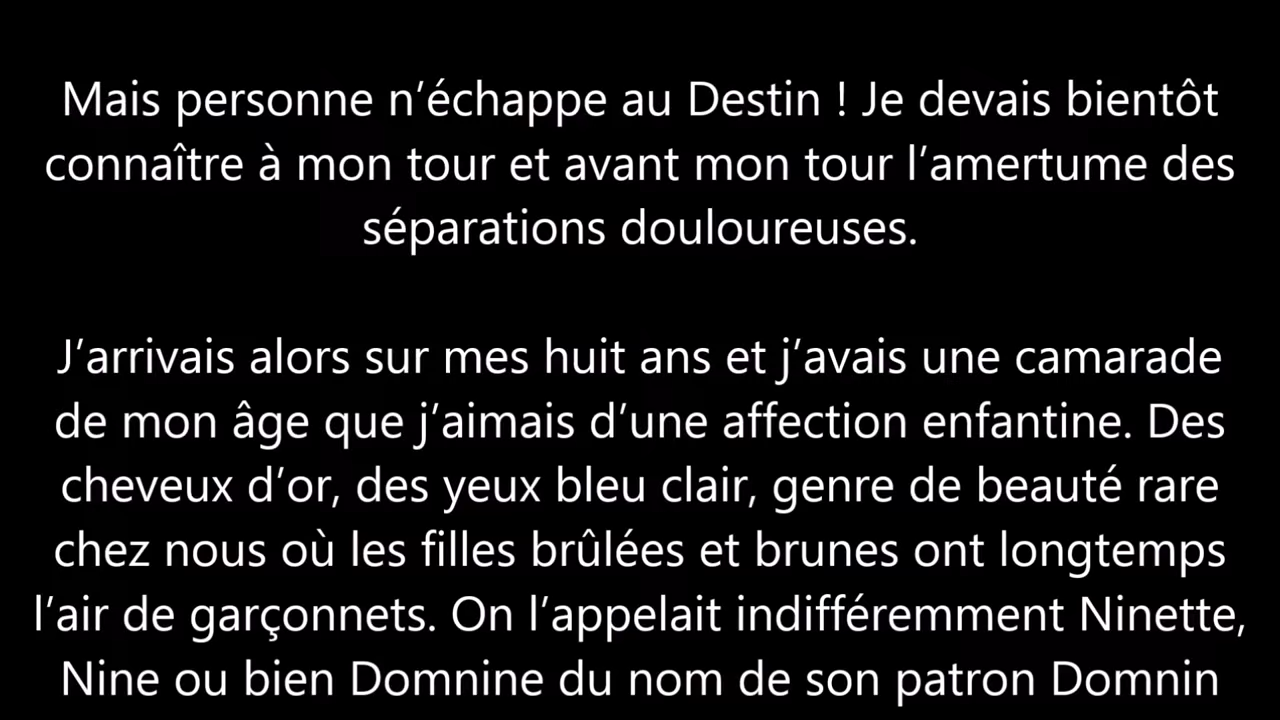 Mais personne n’échappe au Destin ! Je devais bientôt
connaître à mon tour et avant mon tour l’amertume des
séparations douloureuses.
J’arrivais alors sur mes huit ans et j’avais une camarade
de mon âge que j’aimais d’une affection enfantine. Des
cheveux d’or, des yeux bleu clair, genre de beauté rare
chez nous où les filles brûlées et brunes ont longtemps
l’air de garçonnets. On l’appelait indifféremment Ninette,
Nine ou bien Domnine du nom de son patron Domnin